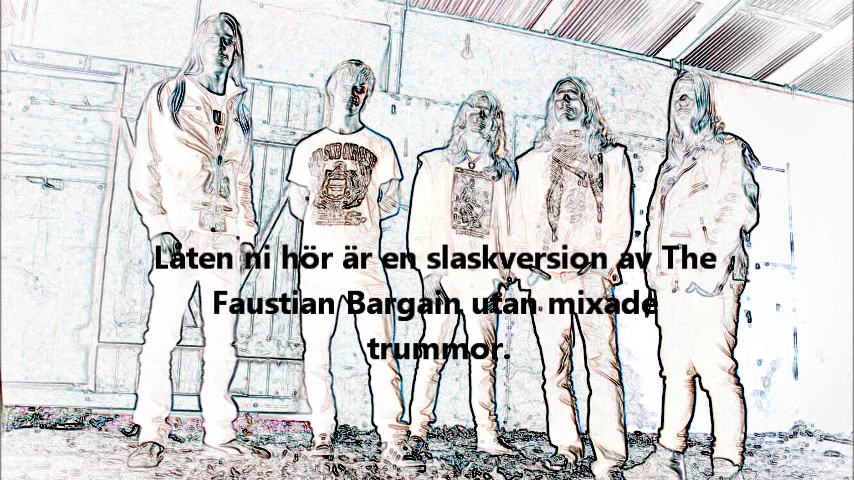 Låten ni hör är en slaskversion av The
Faustian Bargain utan mixade
trummor.